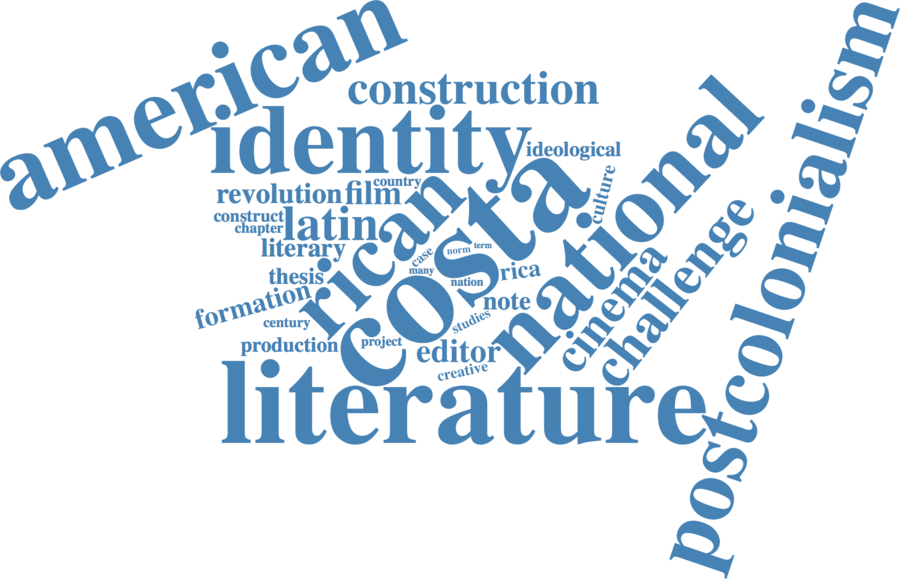 american
construction
identity
ideological
national
postcolonialism
country
culture
revolution
film
construct
chapter
latin
rican
costa
literary
case
norm
term
many
nation
rica
thesis
formation
note
cinema
challenge
century
studies
production
project
editor
creative
literature